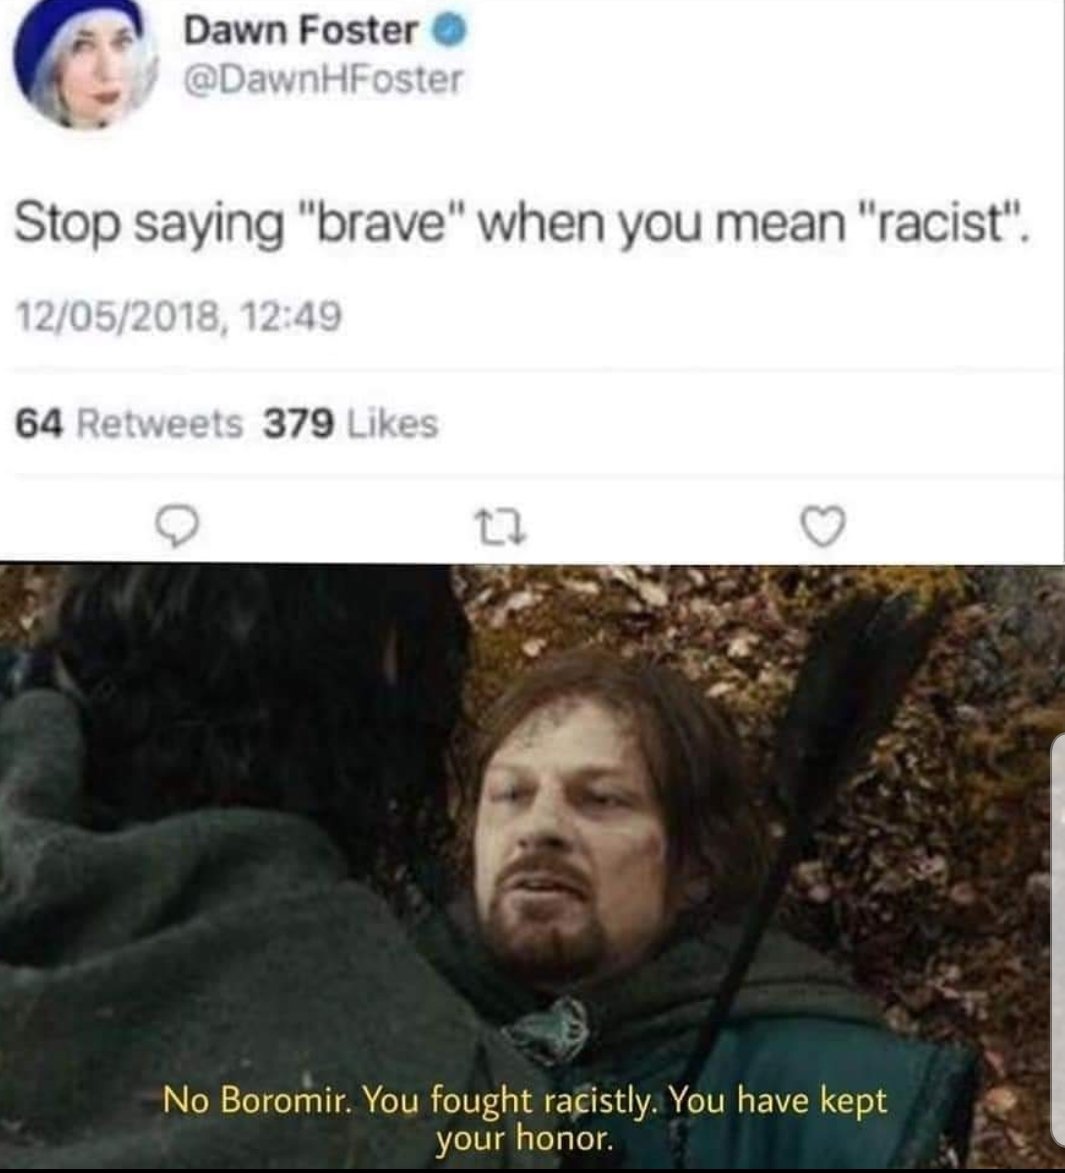 Dawn Foster
@DawnHFoster
Stop saying "brave" when you mean "racist".
12/05/2018, 12:49
64 Retweets 379 Likes
No Boromir. You fought racistly. You have kept
your honor.